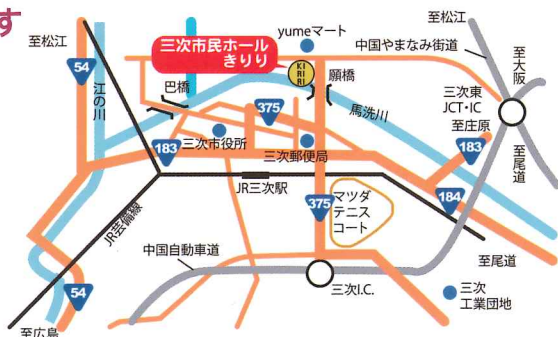 す
至松江
54
江の川
巴橋
三次市民ホール
きりり
yumeマート
KI
RI
RI
願橋
中国やまなみ街道
至松江
至大阪
三次東
JCT・IC
至庄原
183
至尾道
馬洗川
375
三次市役所
183
三次郵便局
JR三次駅
375
マツダ
テニス
コート
184
至尾道
JR芸備線
中国自動車道
三次I.C.
三次
工業団地
54
至広島